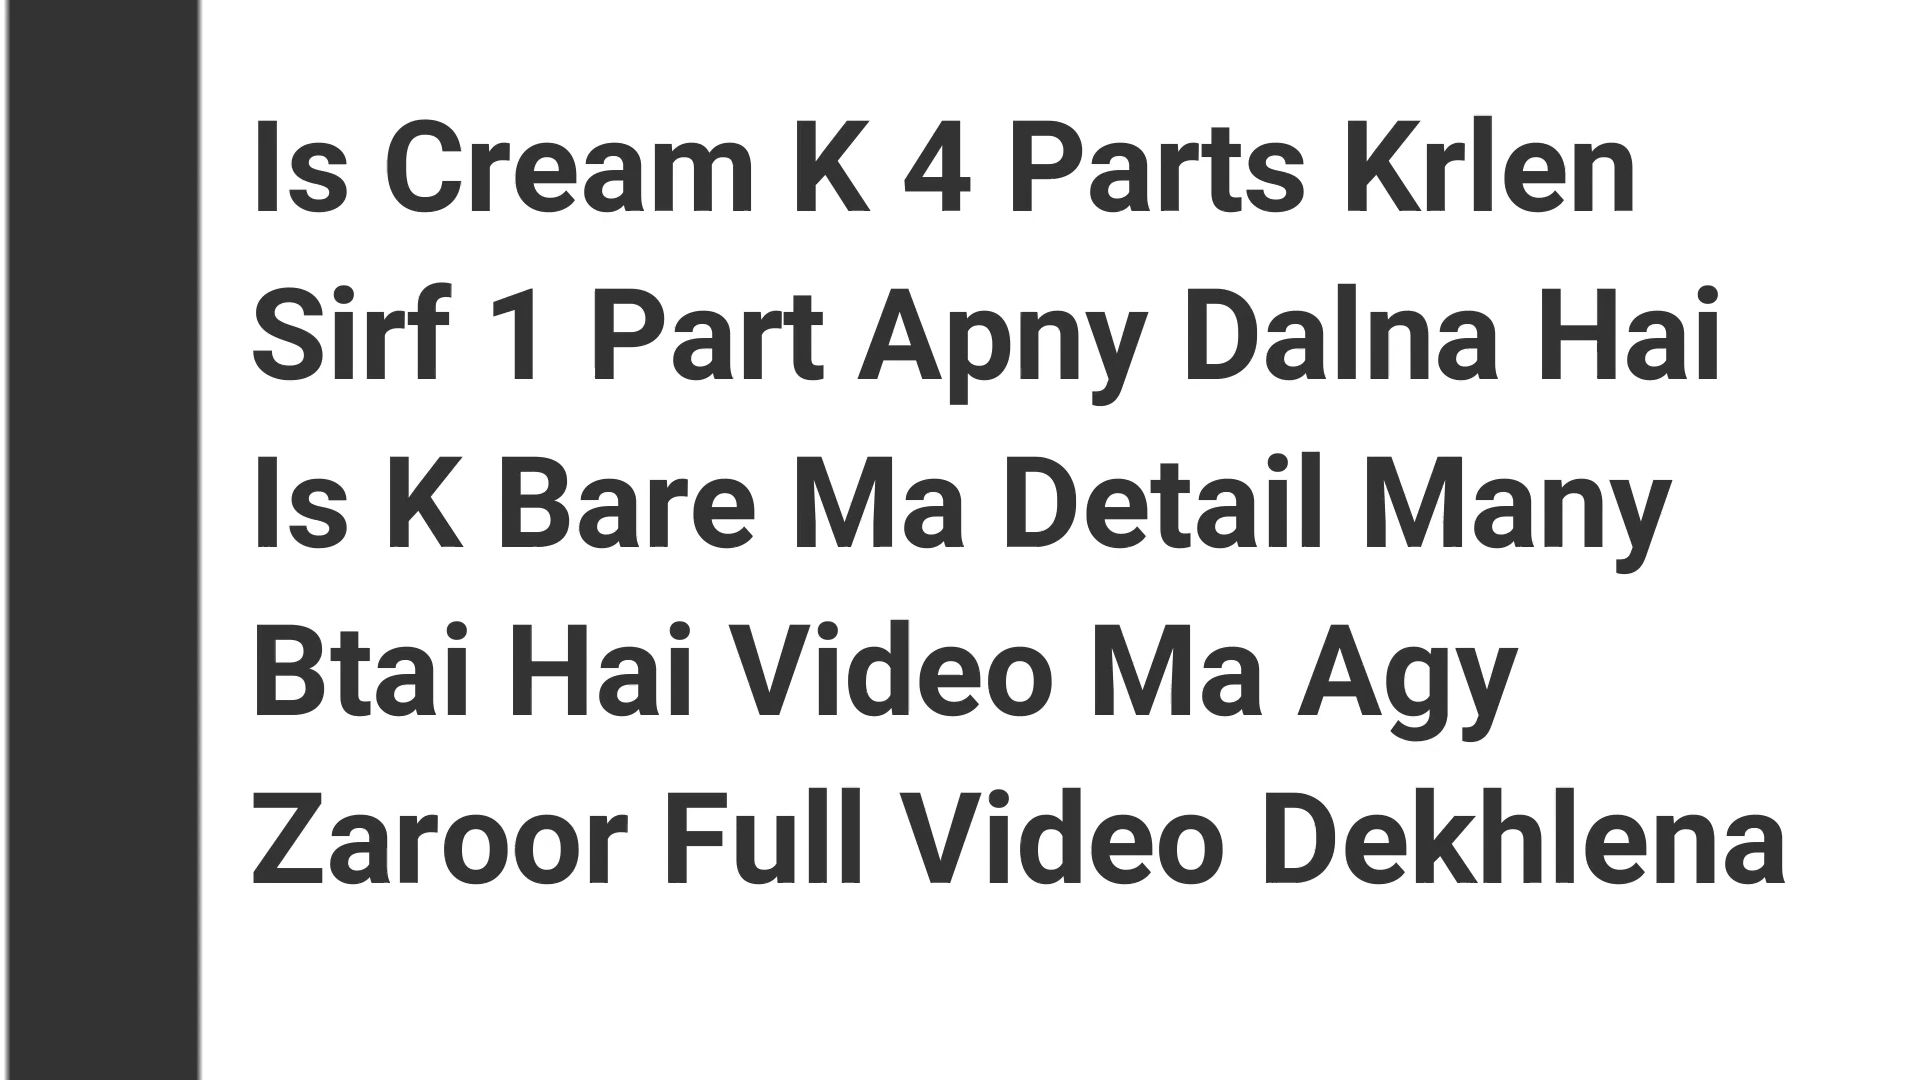 Is Cream K 4 Parts Krlen
Sirf 1 Part Apny Dalna Hai
Is K Bare Ma Detail Many
Btai Hai Video Ma Agy
Zaroor Full Video Dekhlena